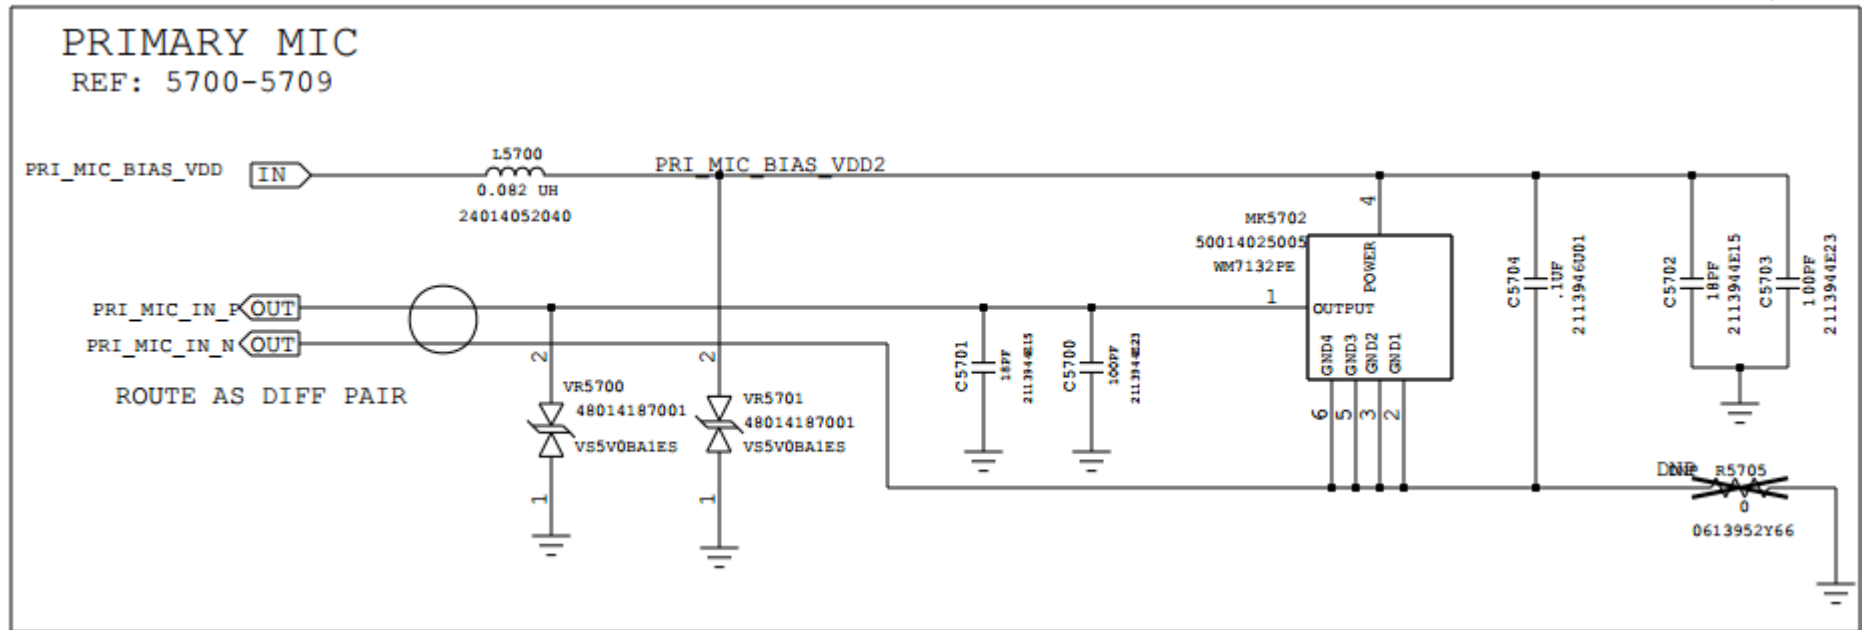 PRIMARY MIC
REF: 5700-5709
PRI_MIC_BIAS_VDD
IN
L5700
0.082 UH
24014052040
PRI_MIC_BIAS_VDD2
MK5702
50014025005
WM7132PE
4
POWER
1
OUTPUT
GND4
GND3
GND2
GND1
6
5
3
2
C5704
.1UF
2113946U01
C5702
18PF
2113944E15
C5703
100PF
2113944E23
PRI_MIC_IN_P
OUT
PRI_MIC_IN_N
OUT
ROUTE AS DIFF PAIR
2
VR5700
48014187001
VS5V0BA1ES
1
2
VR5701
48014187001
VS5V0BA1ES
1
C5701
18PF
2113944E15
C5700
100PF
2113944E23
DNP
R5705
0
0613952Y66